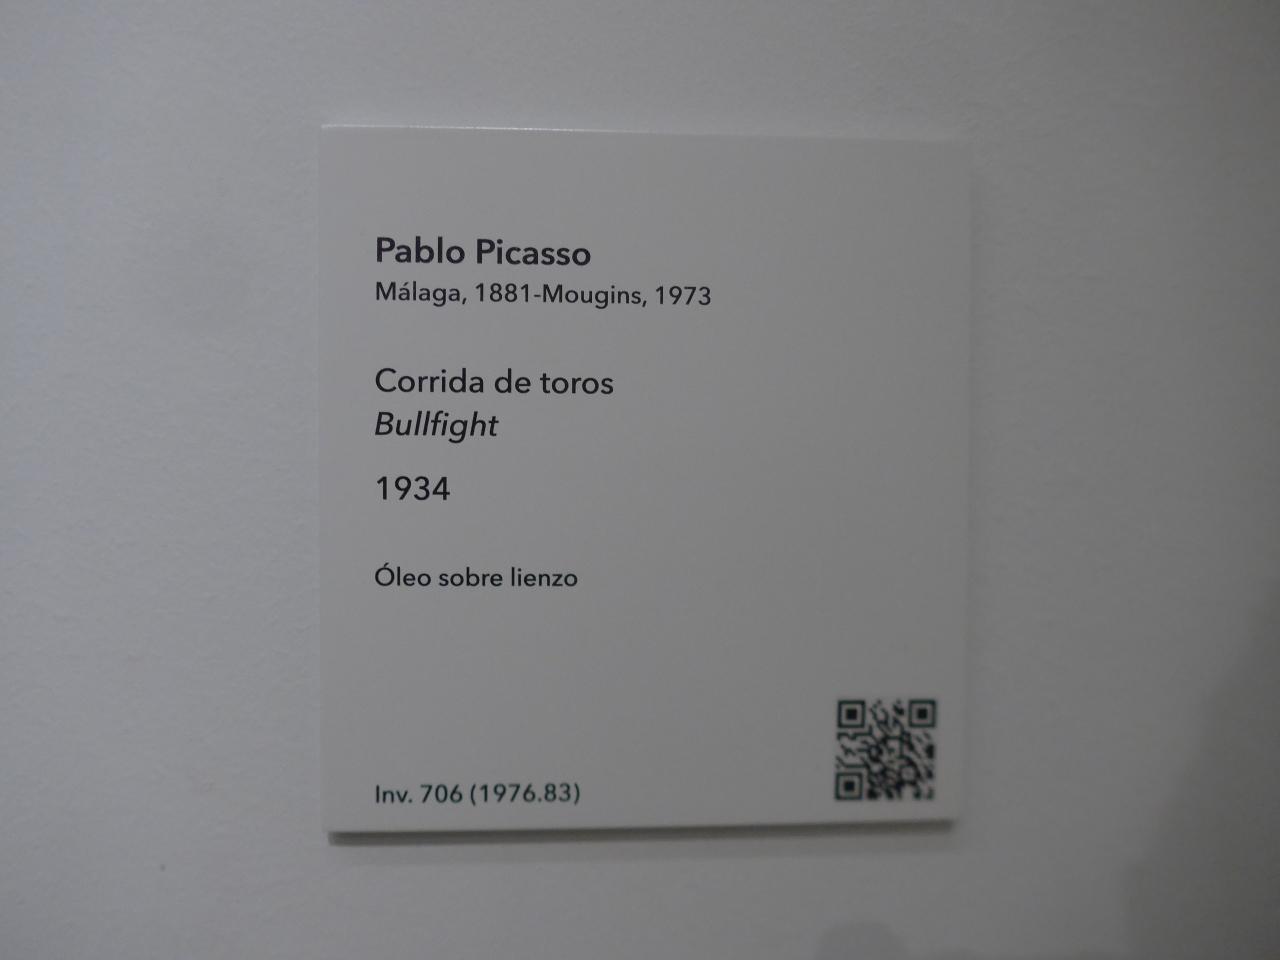 Pablo Picasso
Málaga, 1881-Mougins, 1973
Corrida de toros
Bullfight
1934
Óleo sobre lienzo
Inv. 706 (1976.83)